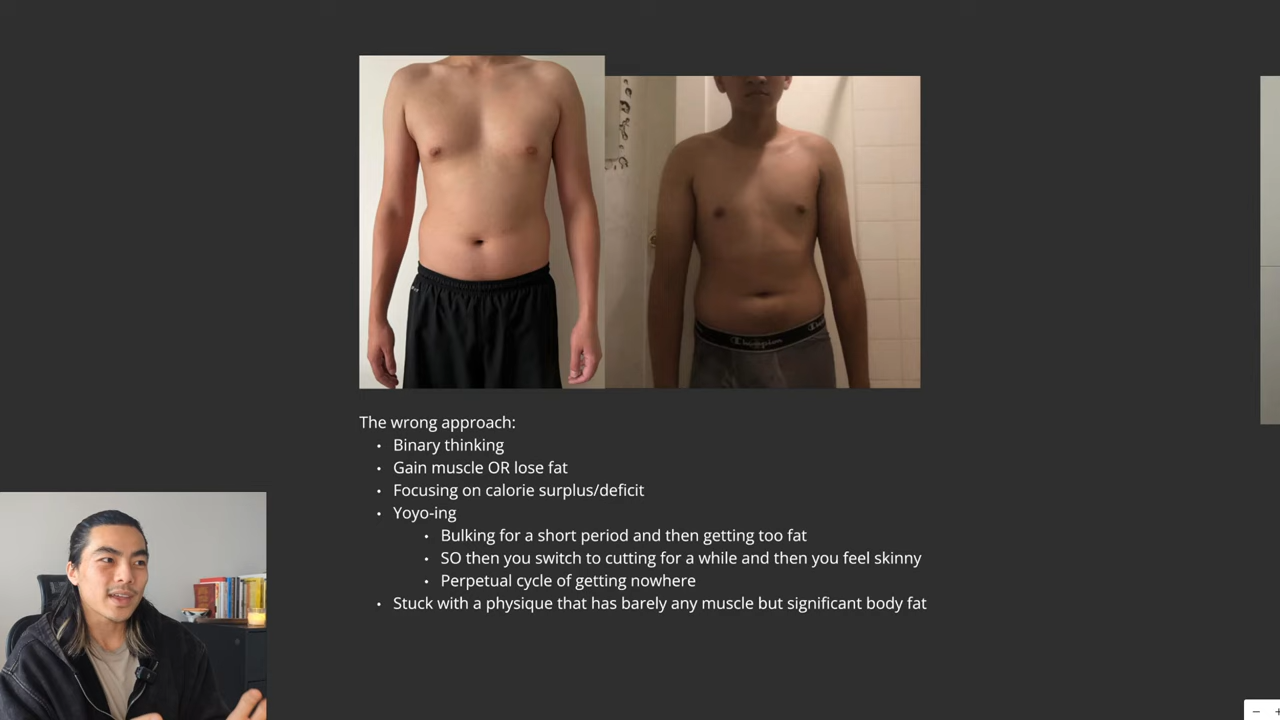 Champion
The wrong approach:
• Binary thinking
• Gain muscle OR lose fat
• Focusing on calorie surplus/deficit
• Yoyo-ing
• Bulking for a short period and then getting too fat
• SO then you switch to cutting for a while and then you feel skinny
• Perpetual cycle of getting nowhere
• Stuck with a physique that has barely any muscle but significant body fat